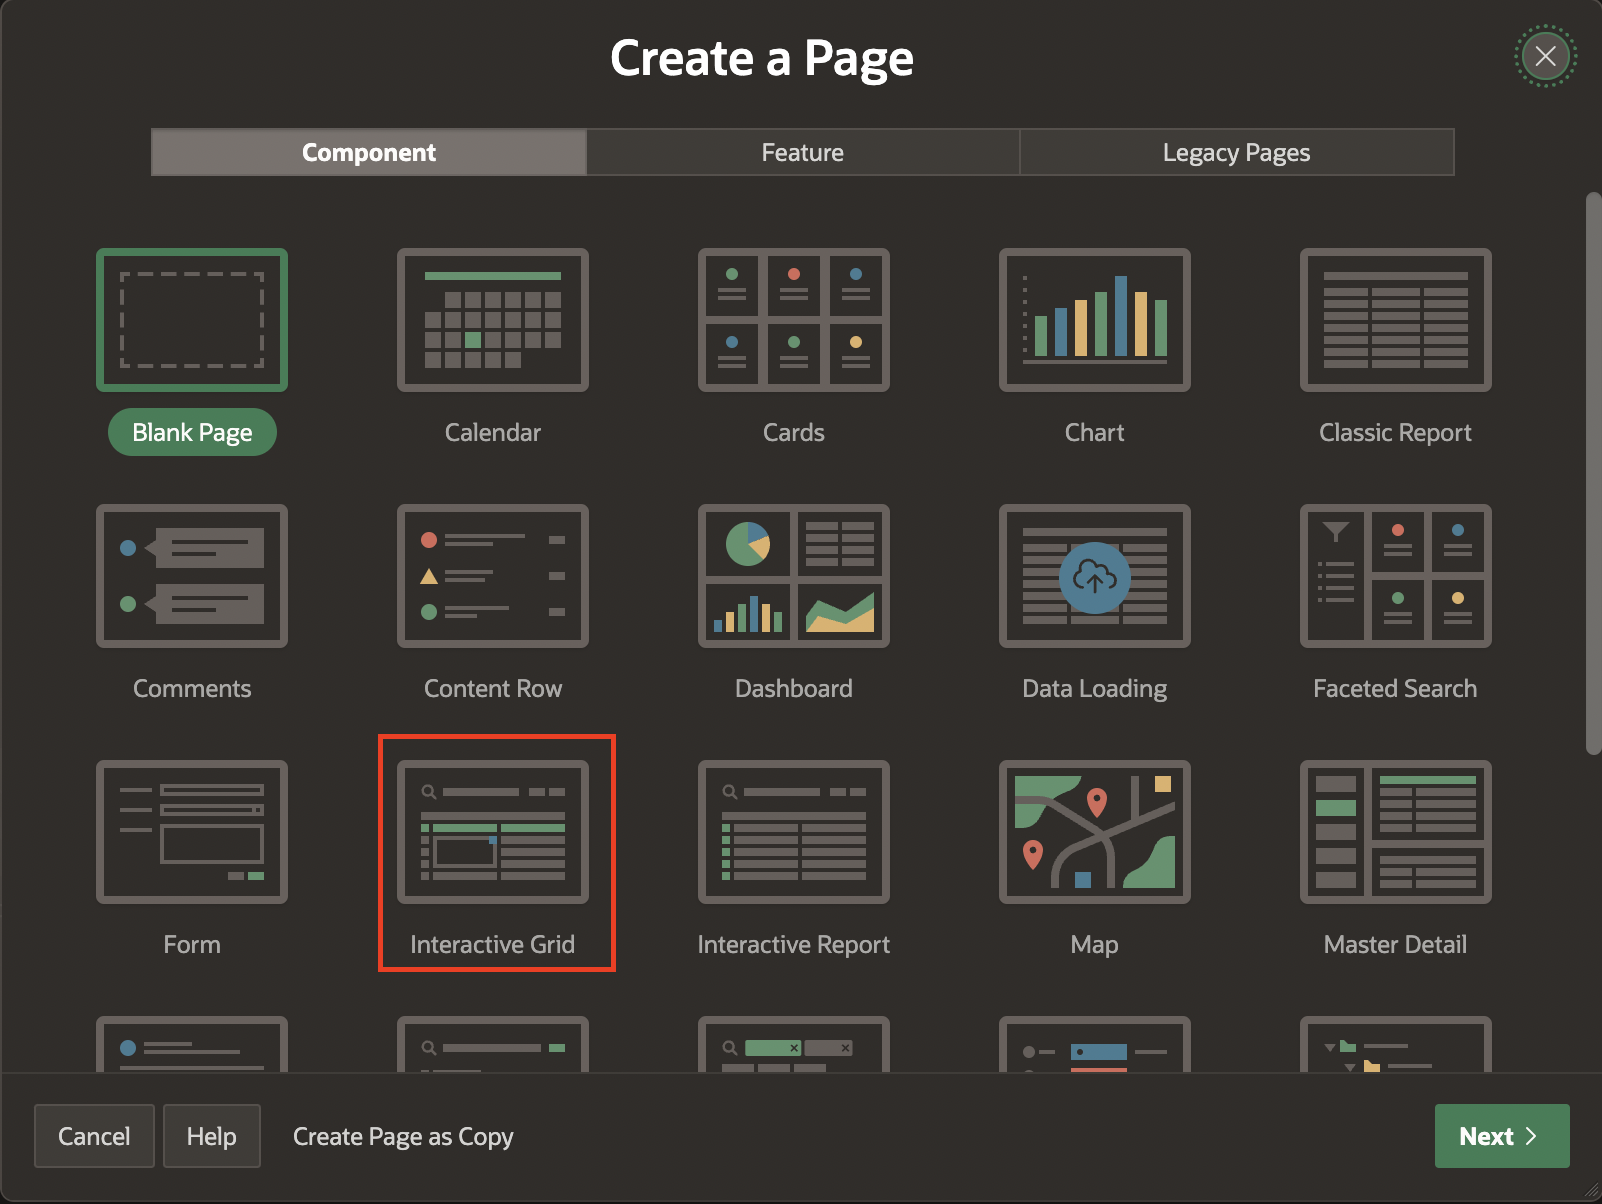 Create a Page
Component
Feature
Legacy Pages
Blank Page
Calendar
Cards
Chart
Classic Report
Comments
Content Row
Dashboard
Data Loading
Faceted Search
Form
Interactive Grid
Interactive Report
Map
Master Detail
Cancel
Help
Create Page as Copy
Next